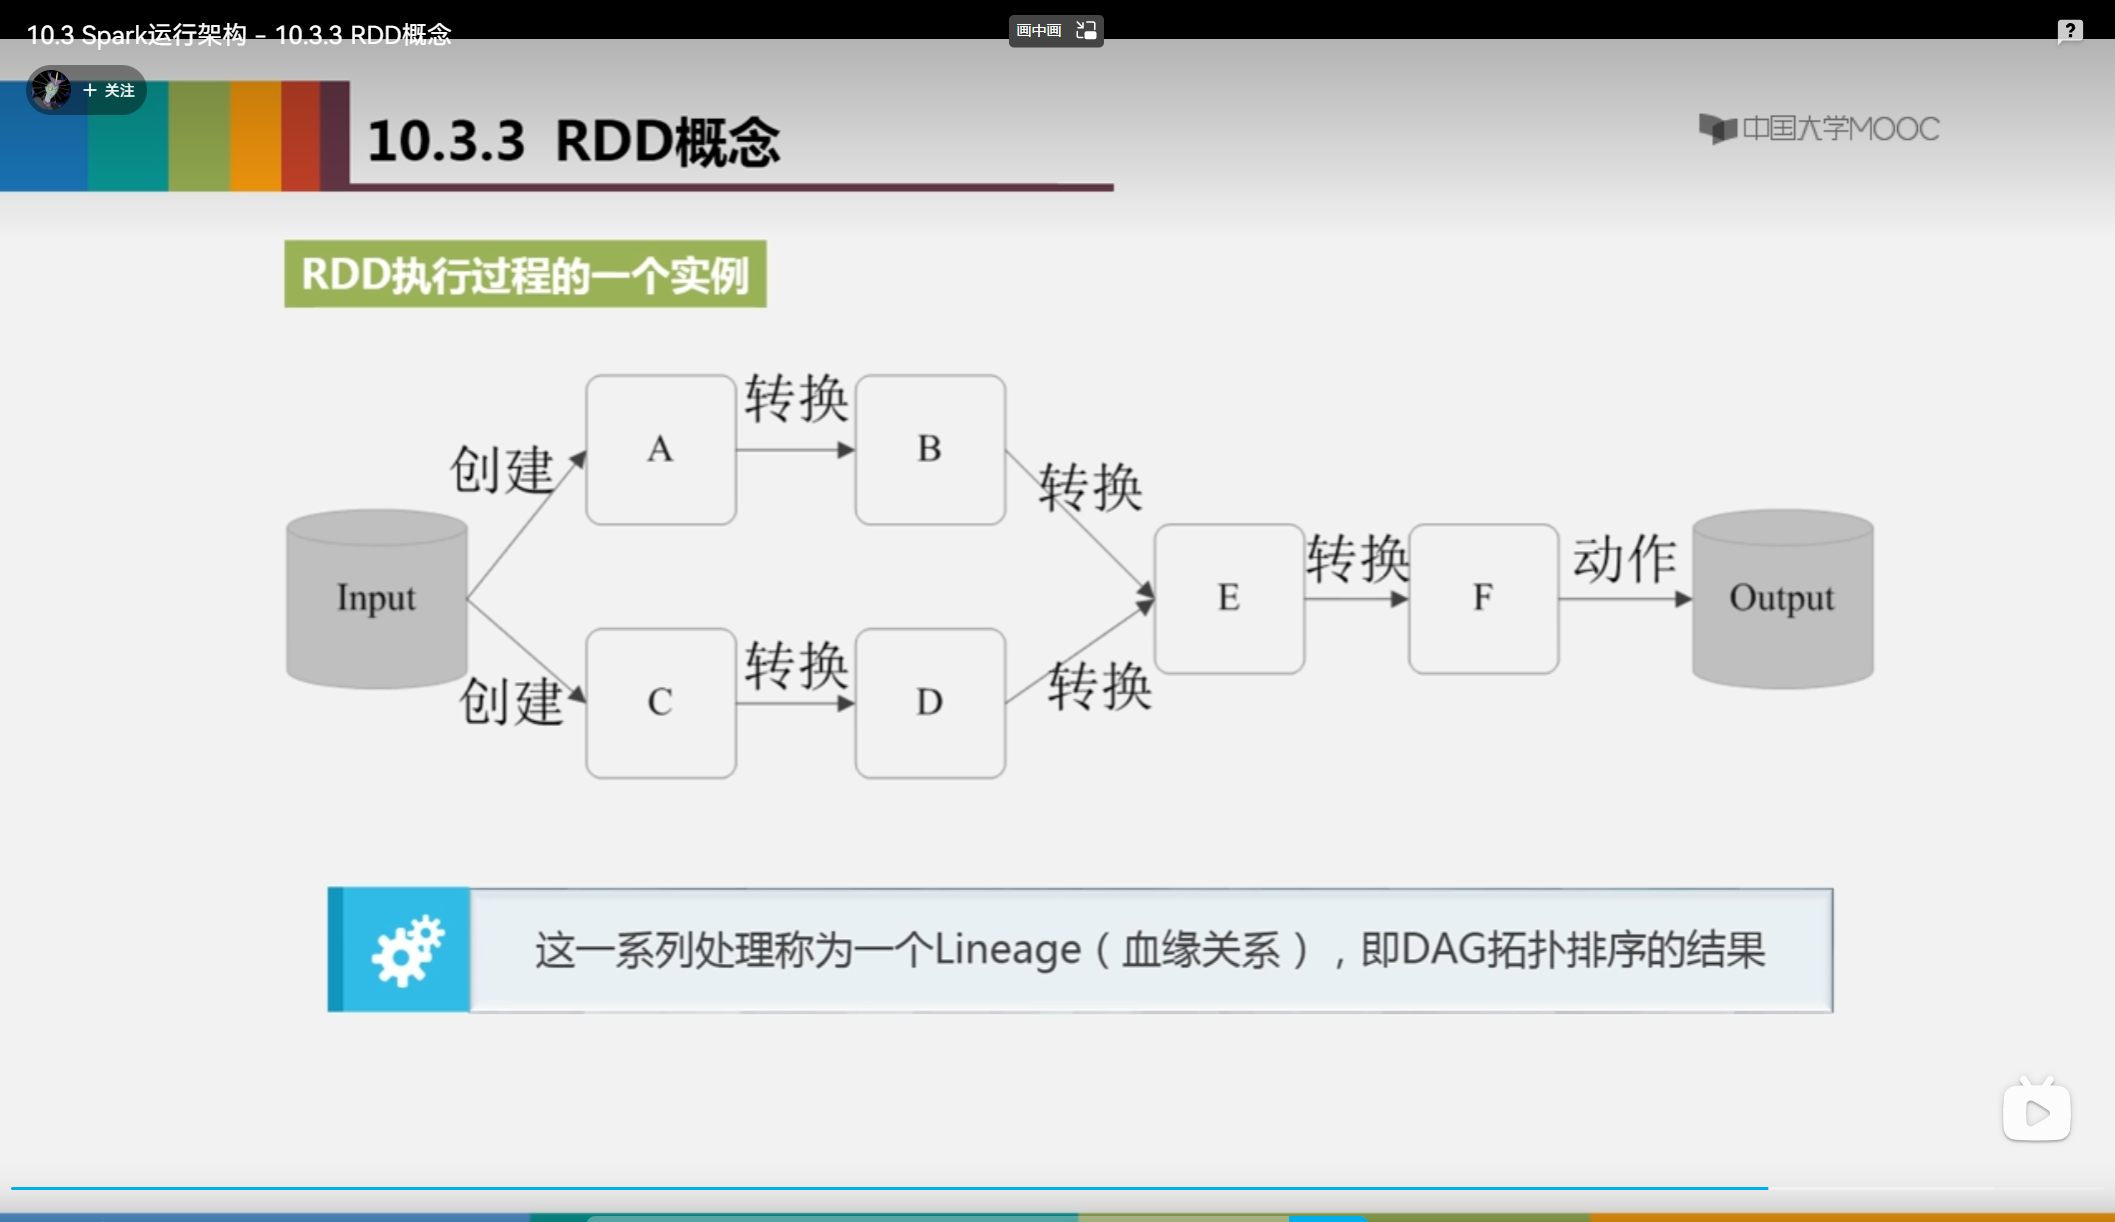 10.3 Spark运行架构 - 10.3.3 RDD概念
画中画
?
+ 关注
10.3.3 RDD概念
中国大学MOOC
RDD执行过程的一个实例
创建
A
转换
B
转换
Input
E
转换
F
动作
Output
创建
C
转换
D
转换
这一系列处理称为一个Lineage（血缘关系），即DAG拓扑排序的结果